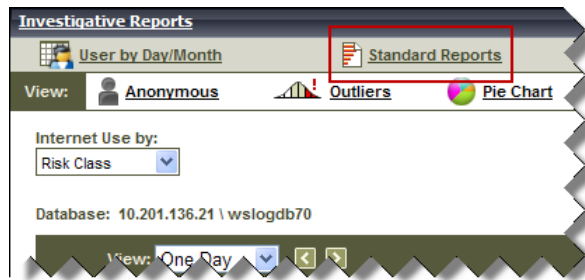 Investigative Reports
User by Day/Month Standard Reports
View: Anonymous Outliers Pie Chart
Internet Use by:
Risk Class
Database: 10.201.136.21 \ wslogdb70
View: One Day